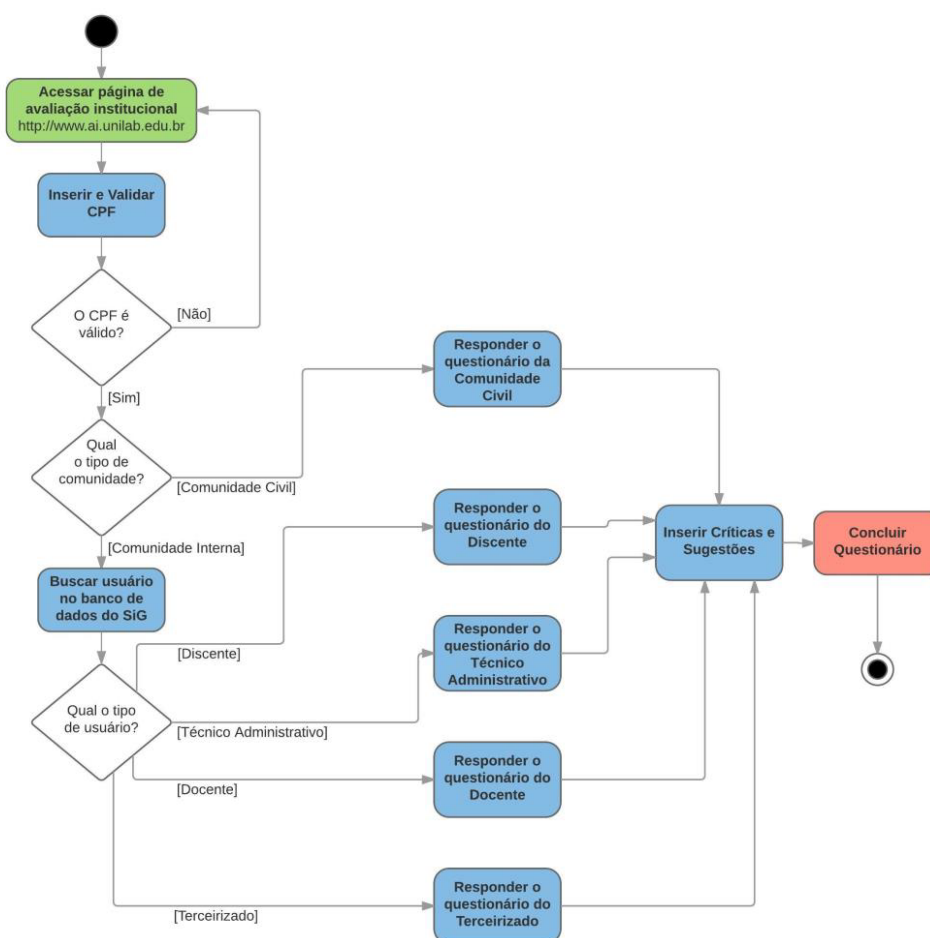 Acessar página de
avaliação institucional
http://www.ai.unilab.edu.br
Inserir e Validar
CPF
O CPF é
válido?
[Não]
[Sim]
Qual
o tipo de
comunidade?
[Comunidade Civil]
[Comunidade Interna]
Buscar usuário
no banco de
dados do SiG
Qual o tipo
de usuário?
[Discente]
[Técnico Administrativo]
[Docente]
[Terceirizado]
Responder o
questionário da
Comunidade
Civil
Responder o
questionário do
Discente
Responder o
questionário do
Técnico
Administrativo
Responder o
questionário do
Docente
Responder o
questionário do
Terceirizado
Inserir Críticas e
Sugestões
Concluir
Questionário